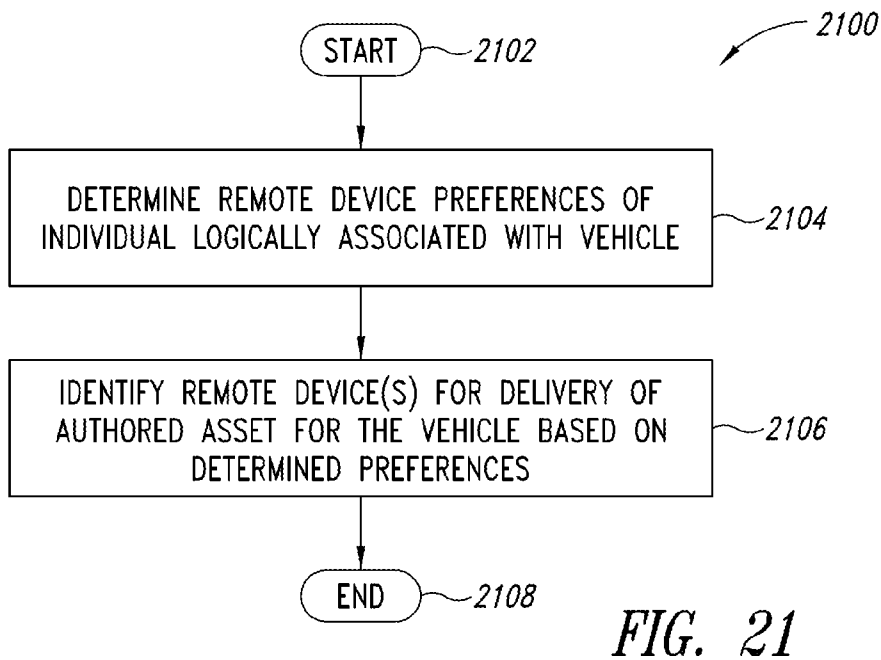 2100
START 2102
DETERMINE REMOTE DEVICE PREFERENCES OF
INDIVIDUAL LOGICALLY ASSOCIATED WITH VEHICLE
2104
IDENTIFY REMOTE DEVICE(S) FOR DELIVERY OF
AUTHORED ASSET FOR THE VEHICLE BASED ON
DETERMINED PREFERENCES
2106
END 2108
FIG. 21